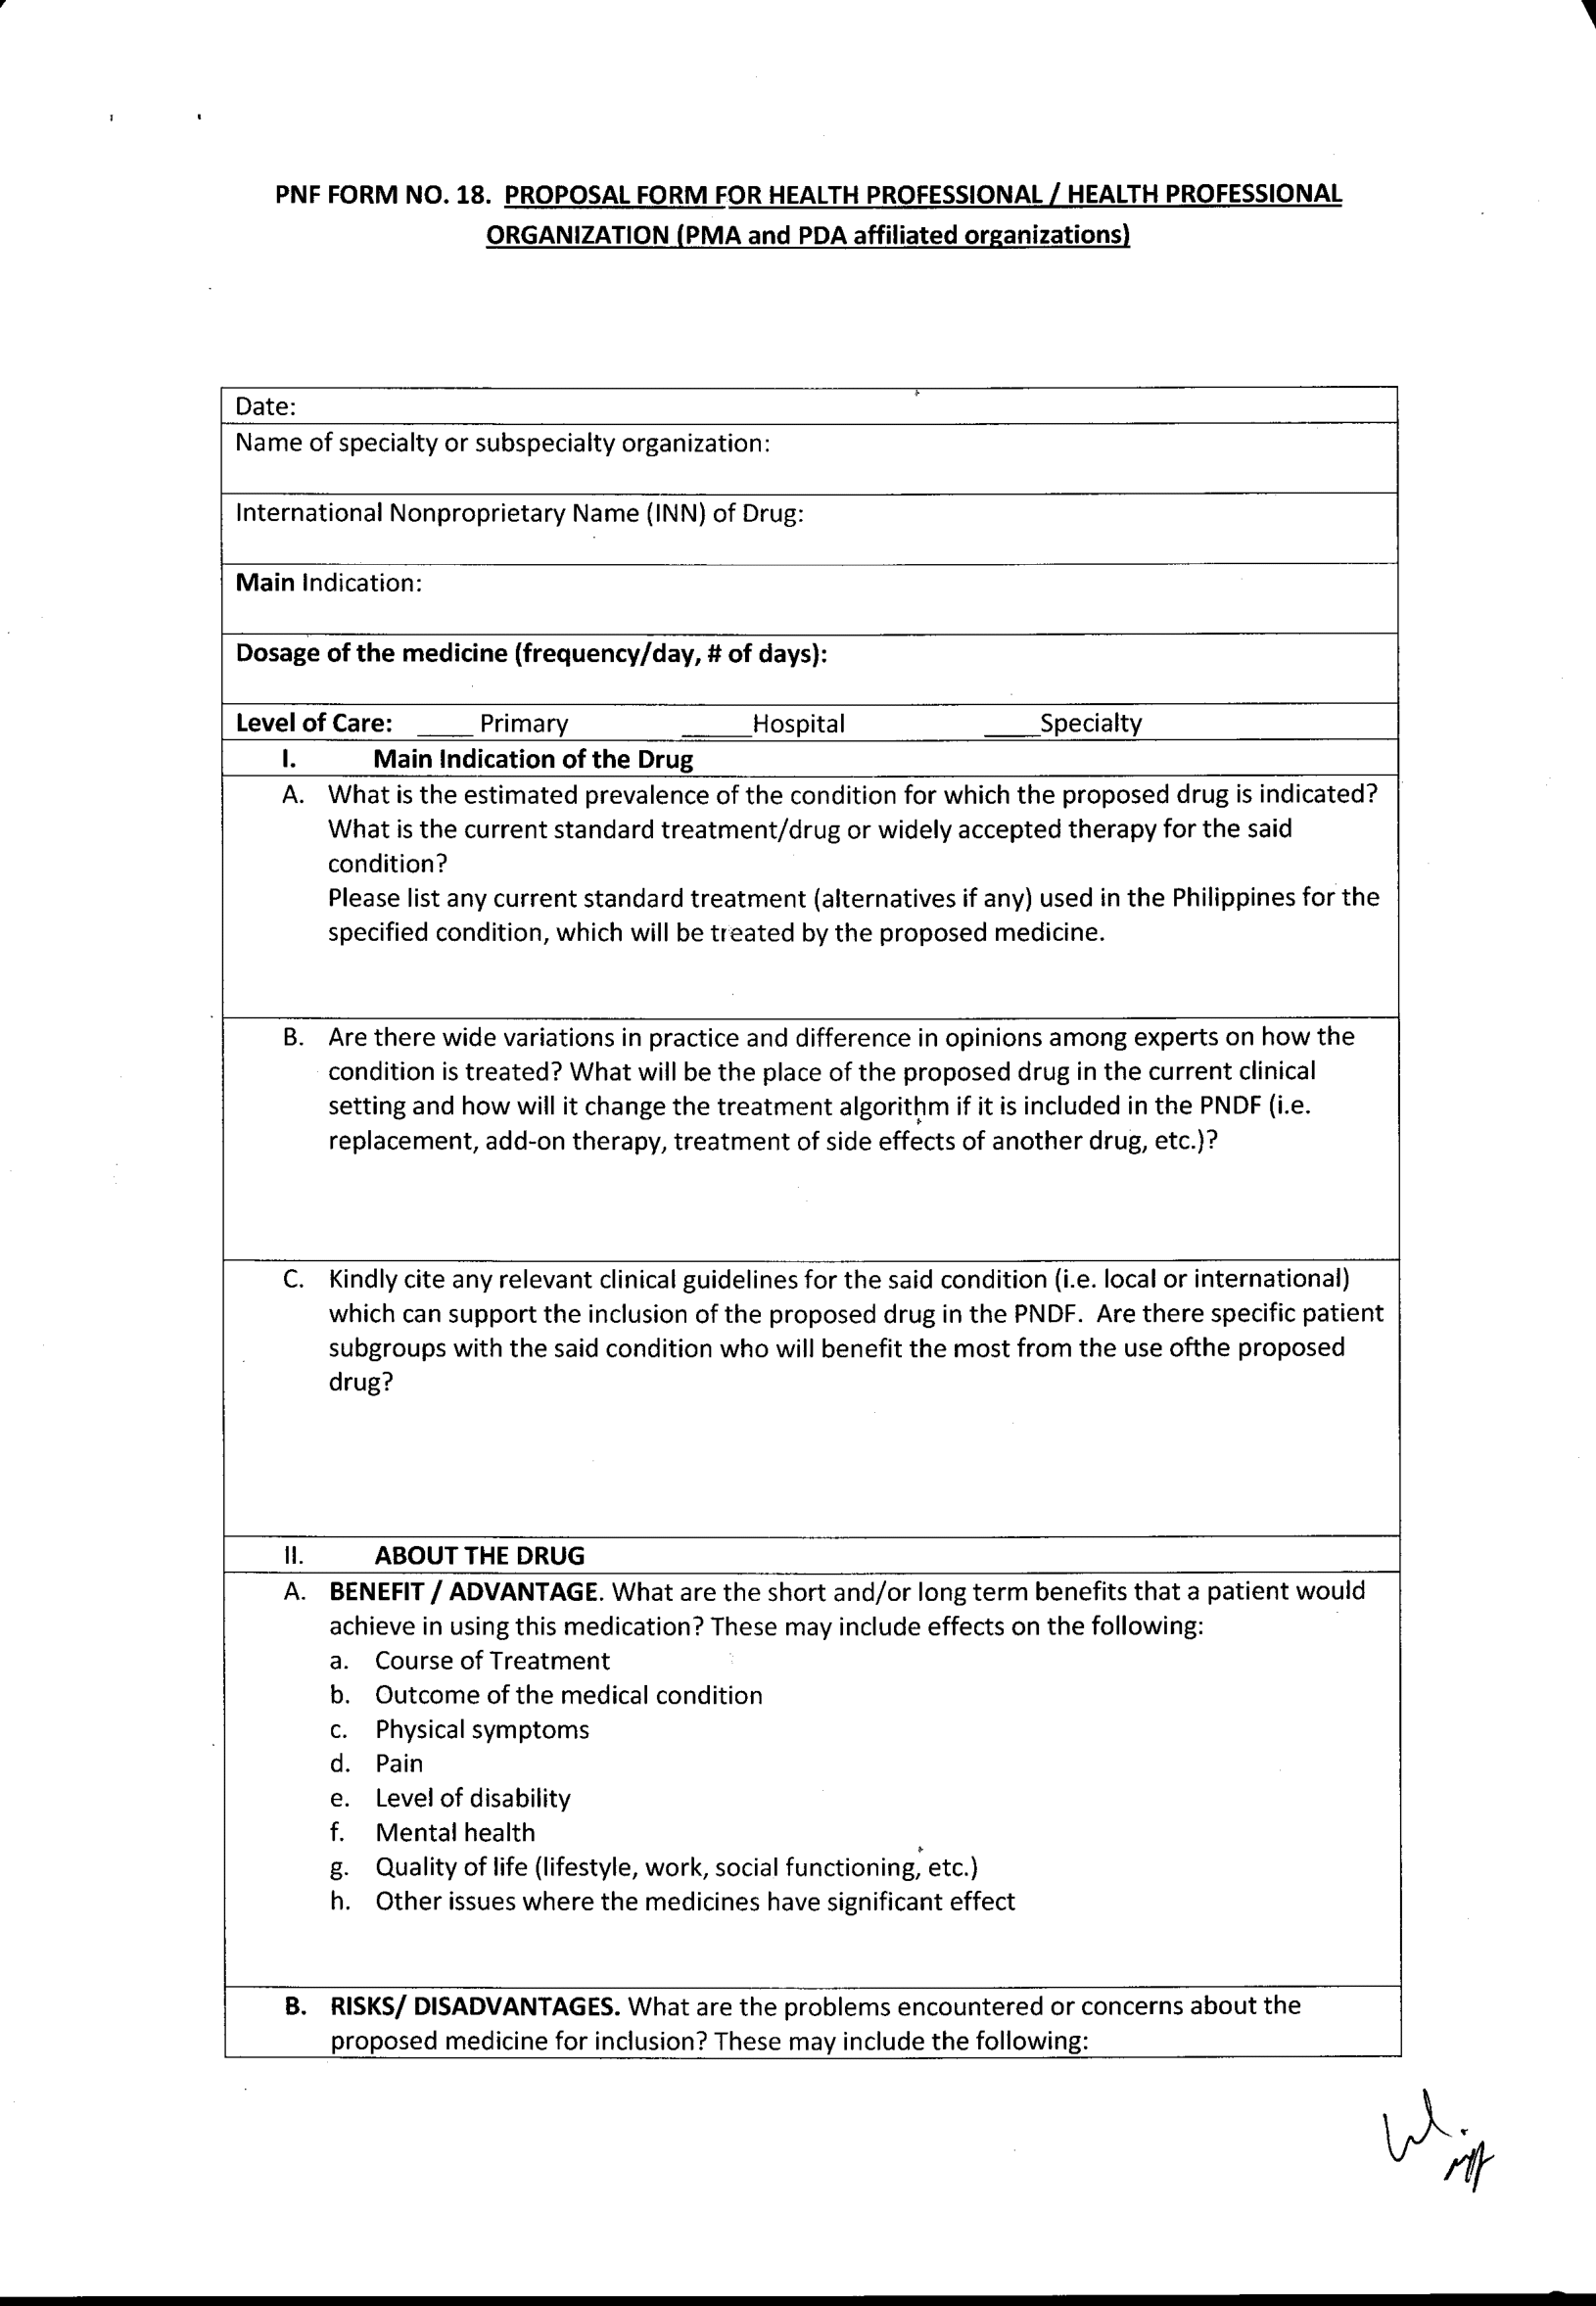 PNF FORM NO. 18. PROPOSAL FORM FOR HEALTH PROFESSIONAL / HEALTH PROFESSIONAL
ORGANIZATION (PMA and PDA affiliated organizations)
Date:
Name of specialty or subspecialty organization:
International Nonproprietary Name (INN) of Drug:
Main Indication:
Dosage of the medicine (frequency/day, # of days):
Level of Care: ____ Primary _____Hospital ____Specialty
I. Main Indication of the Drug
A. What is the estimated prevalence of the condition for which the proposed drug is indicated?
What is the current standard treatment/drug or widely accepted therapy for the said
condition?
Please list any current standard treatment (alternatives if any) used in the Philippines for the
specified condition, which will be treated by the proposed medicine.
B. Are there wide variations in practice and difference in opinions among experts on how the
condition is treated? What will be the place of the proposed drug in the current clinical
setting and how will it change the treatment algorithm if it is included in the PNDF (i.e.
replacement, add-on therapy, treatment of side effects of another drug, etc.)?
C. Kindly cite any relevant clinical guidelines for the said condition (i.e. local or international)
which can support the inclusion of the proposed drug in the PNDF. Are there specific patient
subgroups with the said condition who will benefit the most from the use ofthe proposed
drug?
II. ABOUT THE DRUG
A. BENEFIT / ADVANTAGE. What are the short and/or long term benefits that a patient would
achieve in using this medication? These may include effects on the following:
a. Course of Treatment
b. Outcome of the medical condition
c. Physical symptoms
d. Pain
e. Level of disability
f. Mental health
g. Quality of life (lifestyle, work, social functioning, etc.)
h. Other issues where the medicines have significant effect
B. RISKS/ DISADVANTAGES. What are the problems encountered or concerns about the
proposed medicine for inclusion? These may include the following: